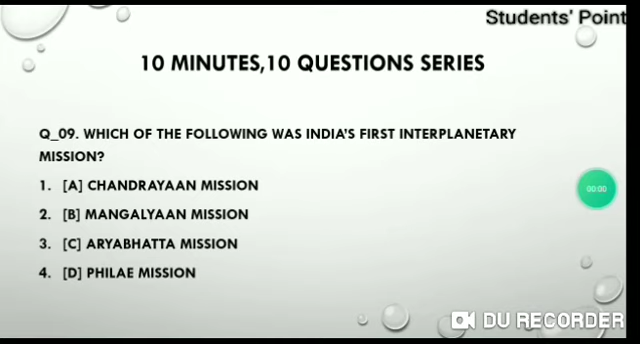 Students' Point
10 MINUTES,10 QUESTIONS SERIES
Q_09. WHICH OF THE FOLLOWING WAS INDIA'S FIRST INTERPLANETARY
MISSION?
1. [A] CHANDRAYAAN MISSION
2. [B] MANGALYAAN MISSION
00:00
3. [C] ARYABHATTA MISSION
4. [D] PHILAE MISSION
DU RECORDER